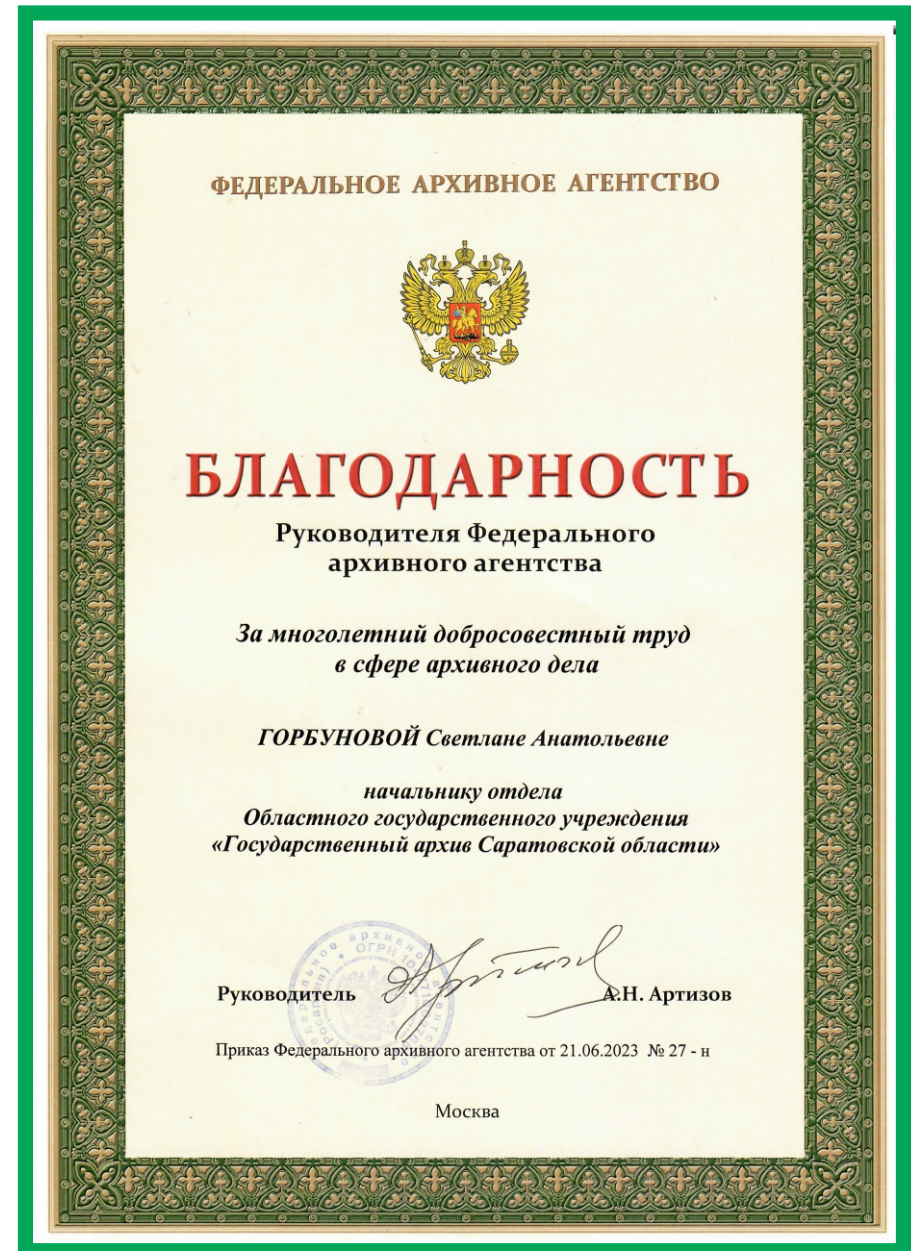 ФЕДЕРАЛЬНОЕ АРХИВНОЕ АГЕНТСТВО
БЛАГОДАРНОСТЬ
Руководителя Федерального
архивного агентства
За многолетний добросовестный труд
в сфере архивного дела
ГОРБУНОВОЙ Светлане Анатольевне
начальнику отдела
Областного государственного учреждения
«Государственный архив Саратовской области»
Руководитель А.Н. Артизов
Приказ Федерального архивного агентства от 21.06.2023 № 27 - н
Москва